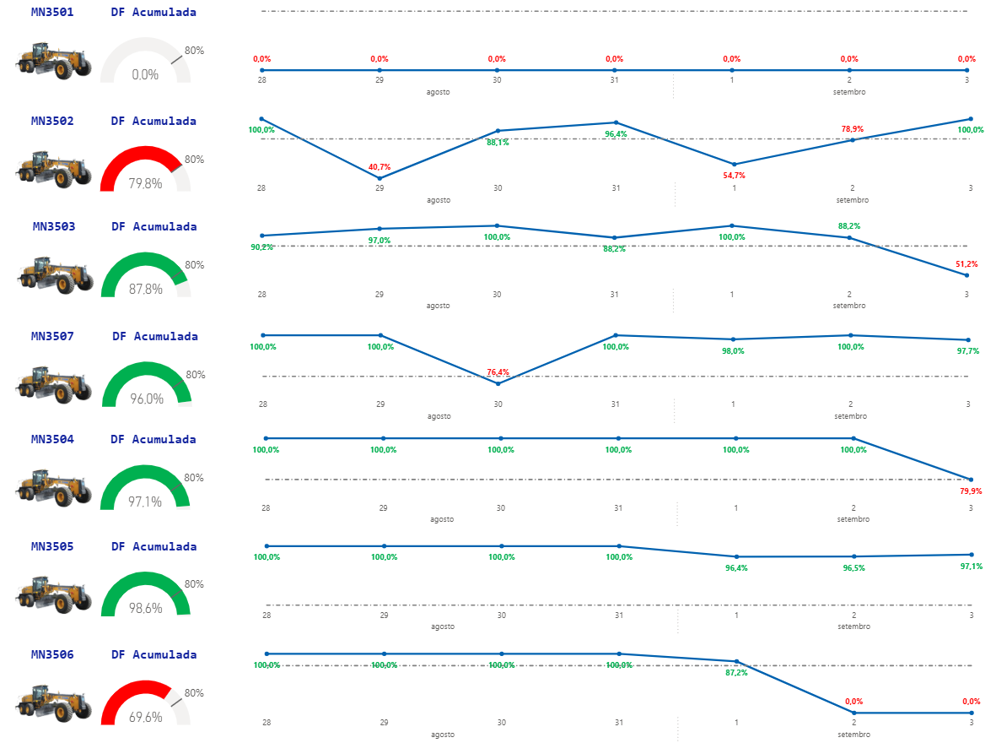 MN3501 DF Acumulada
80%
0.0%
0,0% 0,0% 0,0% 0,0% 0,0% 0,0% 0,0%
28 29 30 31 1 2 3
agosto setembro
MN3502 DF Acumulada
80%
79.8%
100,0% 40,7% 88,1% 96,4% 54,7% 78,9% 100,0%
28 29 30 31 1 2 3
agosto setembro
MN3503 DF Acumulada
80%
87.8%
90,2% 97,0% 100,0% 88,2% 100,0% 88,2% 51,2%
28 29 30 31 1 2 3
agosto setembro
MN3507 DF Acumulada
80%
96.0%
100,0% 100,0% 76,4% 100,0% 98,0% 100,0% 97,7%
28 29 30 31 1 2 3
agosto setembro
MN3504 DF Acumulada
80%
97.1%
100,0% 100,0% 100,0% 100,0% 100,0% 100,0% 79,9%
28 29 30 31 1 2 3
agosto setembro
MN3505 DF Acumulada
80%
98.6%
100,0% 100,0% 100,0% 100,0% 96,4% 96,5% 97,1%
28 29 30 31 1 2 3
agosto setembro
MN3506 DF Acumulada
80%
69.6%
100,0% 100,0% 100,0% 100,0% 87,2% 0,0% 0,0%
28 29 30 31 1 2 3
agosto setembro